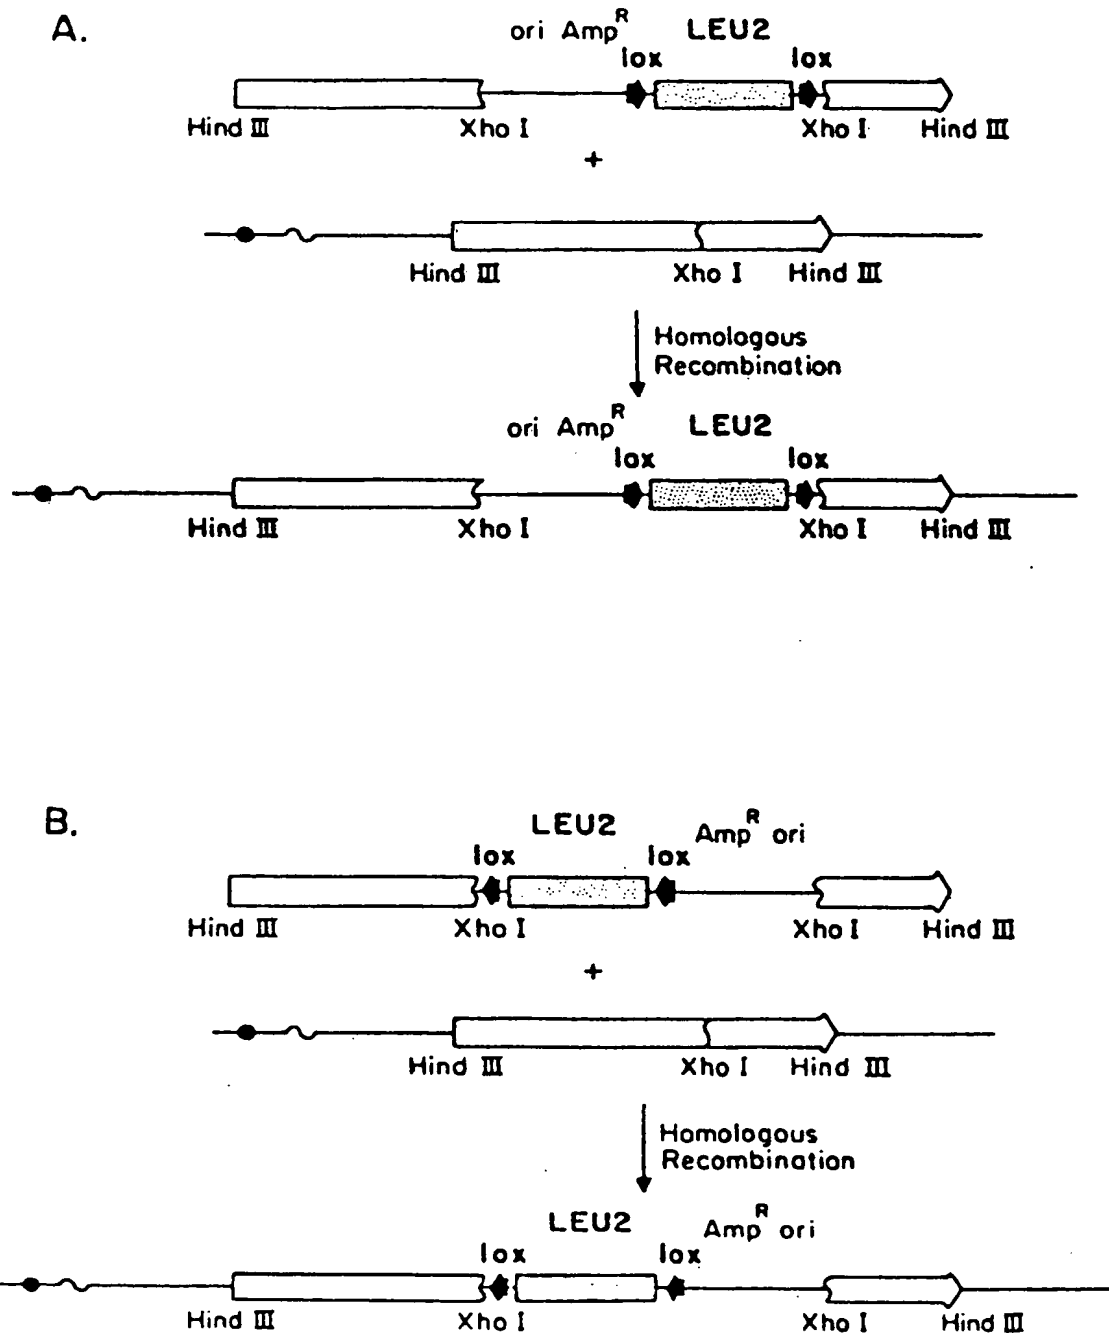 A.
ori Amp^R LEU2
lox lox
Hind III Xho I Xho I Hind III
+
Hind III Xho I Hind III
Homologous
Recombination
ori Amp^R LEU2
lox lox
Hind III Xho I Xho I Hind III
B.
LEU2 Amp^R ori
lox lox
Hind III Xho I Xho I Hind III
+
Hind III Xho I Hind III
Homologous
Recombination
LEU2 Amp^R ori
lox lox
Hind III Xho I Xho I Hind III